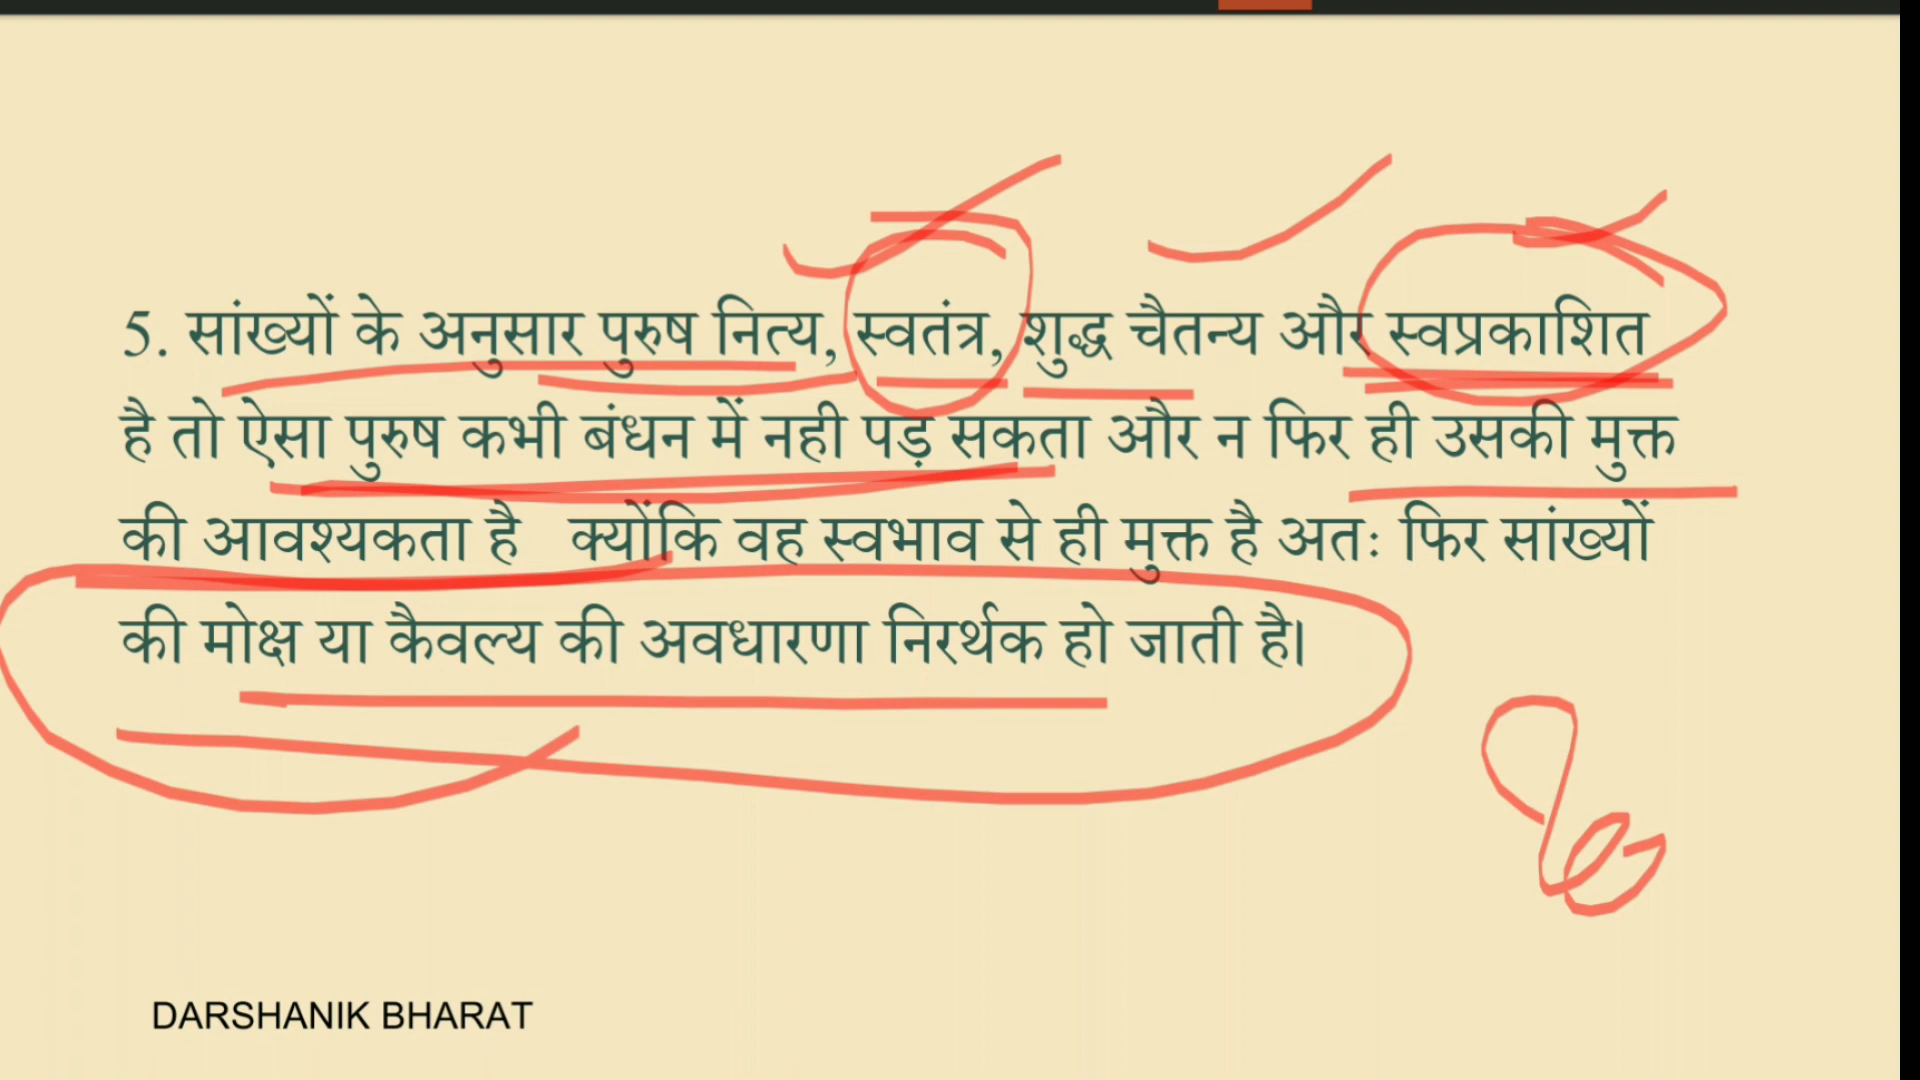 5. सांख्यों के अनुसार पुरुष नित्य, स्वतंत्र, शुद्ध चैतन्य और स्वप्रकाशित
है तो ऐसा पुरुष कभी बंधन में नही पड़ सकता और न फिर ही उसकी मुक्त
की आवश्यकता है क्योंकि वह स्वभाव से ही मुक्त है अतः फिर सांख्यों
की मोक्ष या कैवल्य की अवधारणा निरर्थक हो जाती है।
DARSHANIK BHARAT